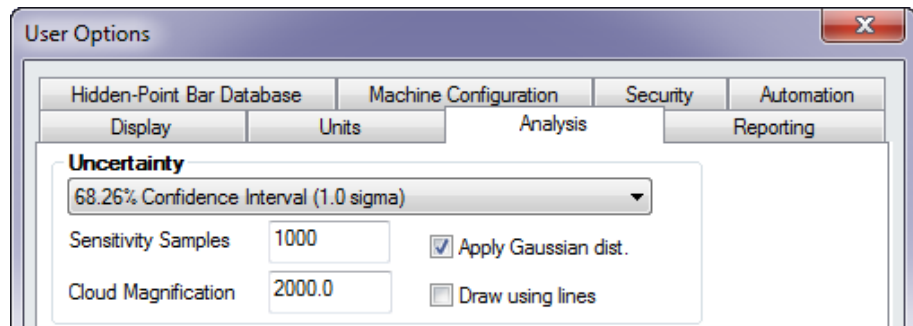 User Options
Hidden-Point Bar Database Machine Configuration Security Automation
Display Units Analysis Reporting
Uncertainty
68.26% Confidence Interval (1.0 sigma)
Sensitivity Samples 1000 Apply Gaussian dist.
Cloud Magnification 2000.0 Draw using lines